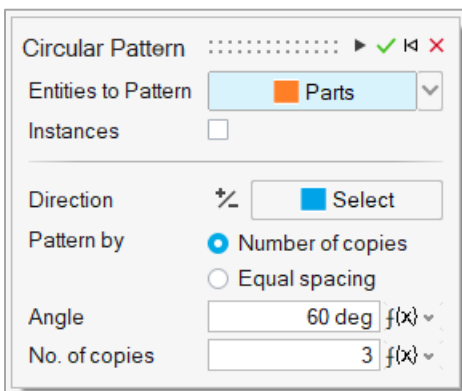 Circular Pattern
Entities to Pattern Parts
Instances
Direction +/- Select
Pattern by Number of copies
Equal spacing
Angle 60 deg f(x)
No. of copies 3 f(x)